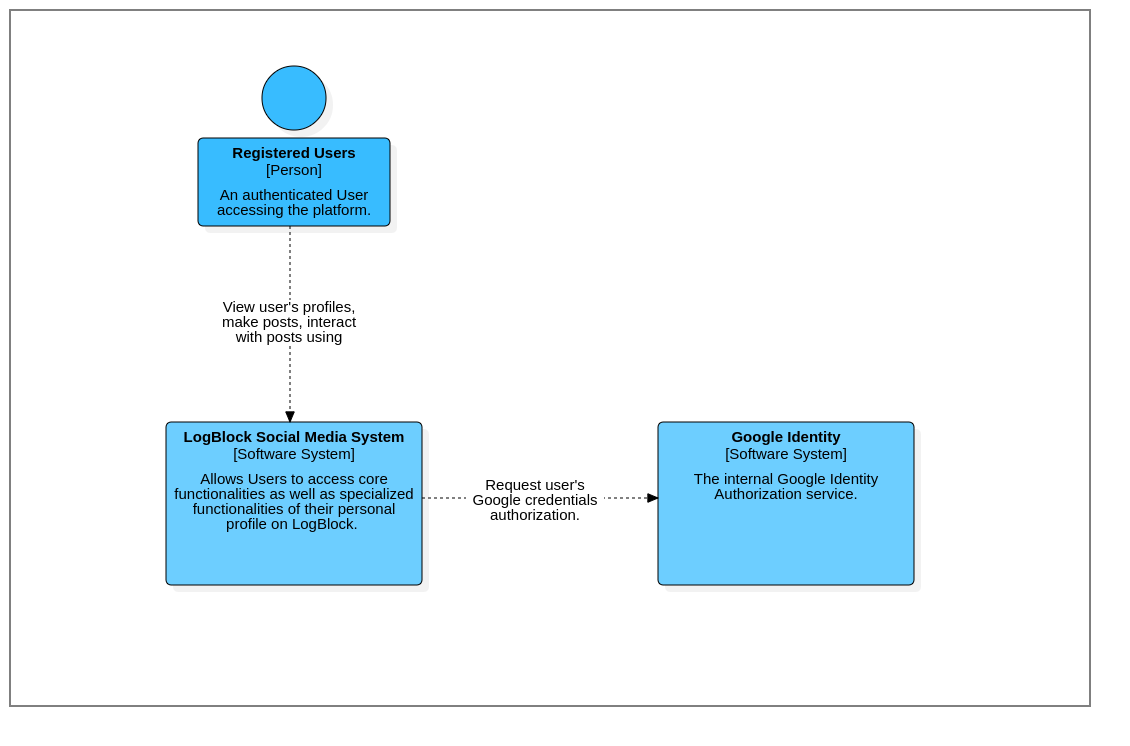 Registered Users
[Person]
An authenticated User
accessing the platform.
View user's profiles,
make posts, interact
with posts using
LogBlock Social Media System
[Software System]
Allows Users to access core
functionalities as well as specialized
functionalities of their personal
profile on LogBlock.
Request user's
Google credentials
authorization.
Google Identity
[Software System]
The internal Google Identity
Authorization service.